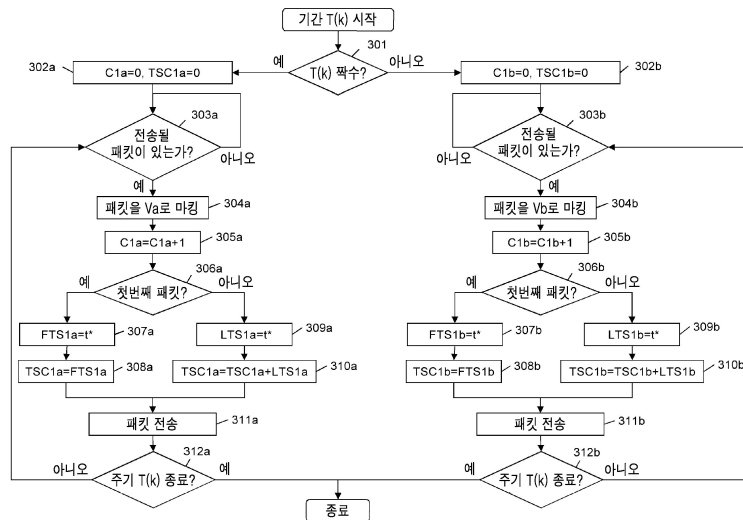 기간 T(k) 시작
301
T(k) 짝수?
예
아니오
302a
C1a=0, TSC1a=0
C1b=0, TSC1b=0
302b
303a
전송될
패킷이 있는가?
아니오
예
303b
전송될
패킷이 있는가?
아니오
예
패킷을 Va로 마킹
304a
패킷을 Vb로 마킹
304b
C1a=C1a+1
305a
C1b=C1b+1
305b
306a
예
아니오
첫번째 패킷?
306b
예
아니오
첫번째 패킷?
FTS1a=t*
307a
LTS1a=t*
309a
FTS1b=t*
307b
LTS1b=t*
309b
TSC1a=FTS1a
308a
TSC1a=TSC1a+LTS1a
310a
TSC1b=FTS1b
308b
TSC1b=TSC1b+LTS1b
310b
패킷 전송
311a
패킷 전송
311b
312a
아니오
주기 T(k) 종료?
예
312b
예
주기 T(k) 종료?
아니오
종료